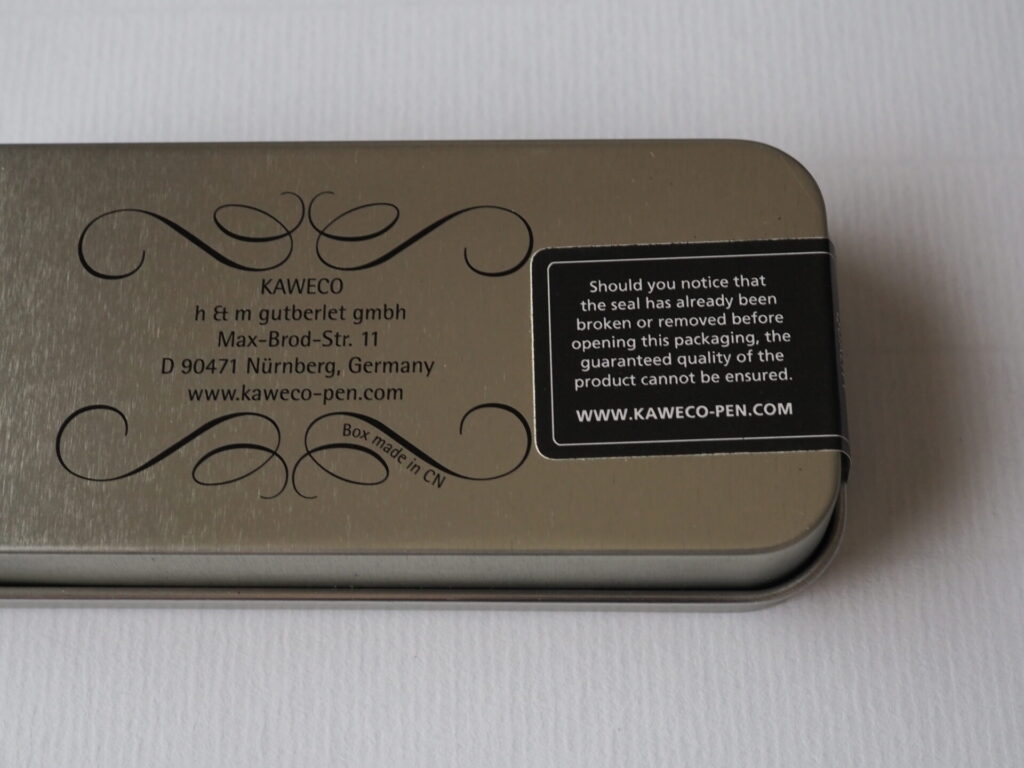 KAWECO
h & m gutberlet gmbh
Max-Brod-Str. 11
D 90471 Nürnberg, Germany
www.kaweco-pen.com
Box made in CN
Should you notice that
the seal has already been
broken or removed before
opening this packaging, the
guaranteed quality of the
product cannot be ensured.
WWW.KAWECO-PEN.COM